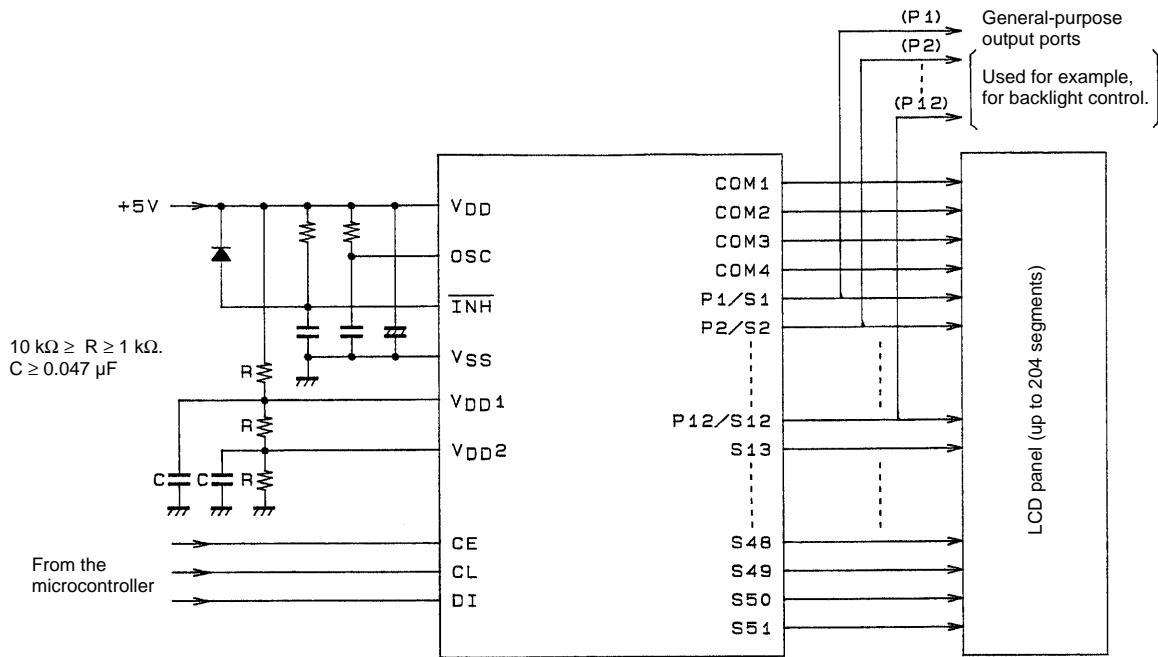 (P1)
General-purpose
output ports
(P2)
Used for example,
for backlight control.
(P12)
+5V
VDD
OSC
INH
VSS
VDD1
VDD2
CE
CL
DI
10 kΩ ≥ R ≥ 1 kΩ.
C ≥ 0.047 µF
R
R
R
C
C
From the
microcontroller
COM1
COM2
COM3
COM4
P1/S1
P2/S2
P12/S12
S13
S48
S49
S50
S51
LCD panel (up to 204 segments)